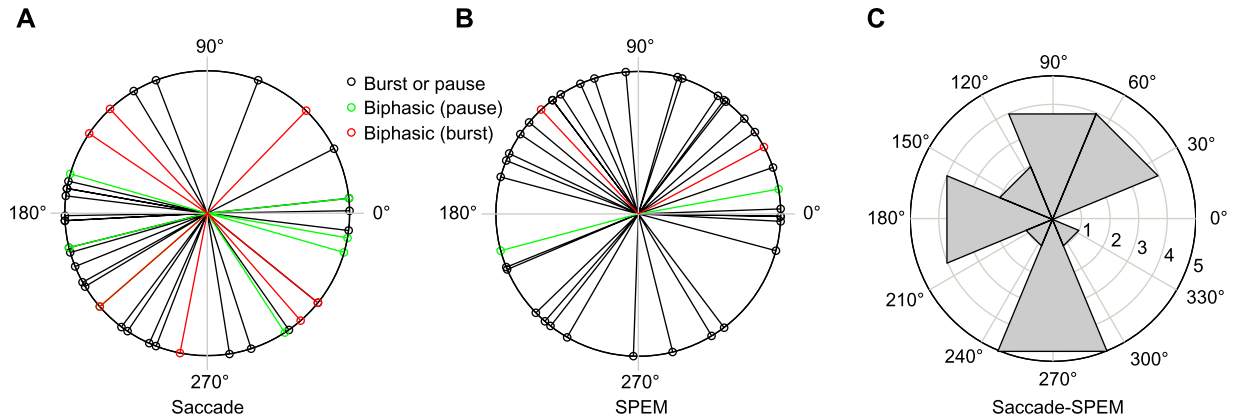 A
90°
180°
0°
270°
Saccade
Burst or pause
Biphasic (pause)
Biphasic (burst)
B
90°
180°
0°
270°
SPEM
C
90°
120°
60°
150°
30°
180°
0°
1
2
3
4
5
210°
330°
240°
300°
270°
Saccade-SPEM